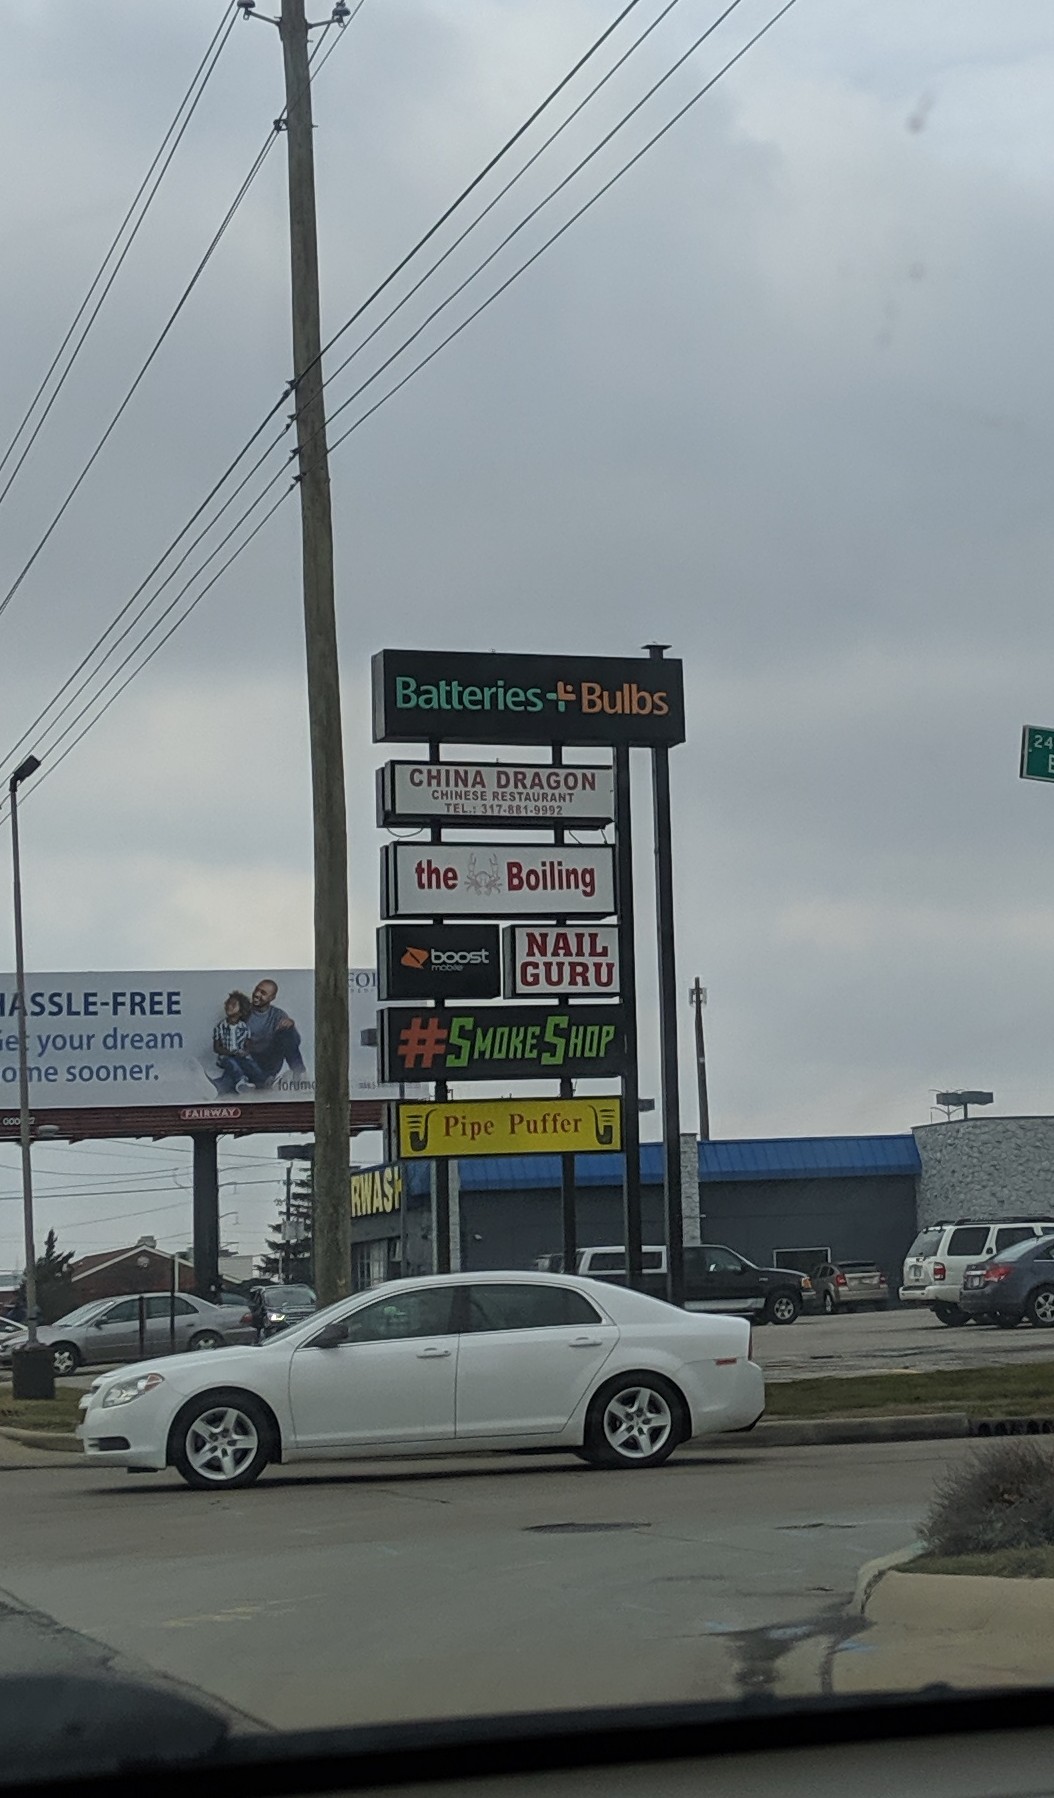 Batteries+Bulbs
CHINA DRAGON
CHINESE RESTAURANT
TEL.: 317-881-9992
the Boiling
boost
mobile
NAIL
GURU
#SMOKESHOP
Pipe Puffer
HASSLE-FREE
Get your dream
ome sooner.
FAIRWAY
RWASH
24